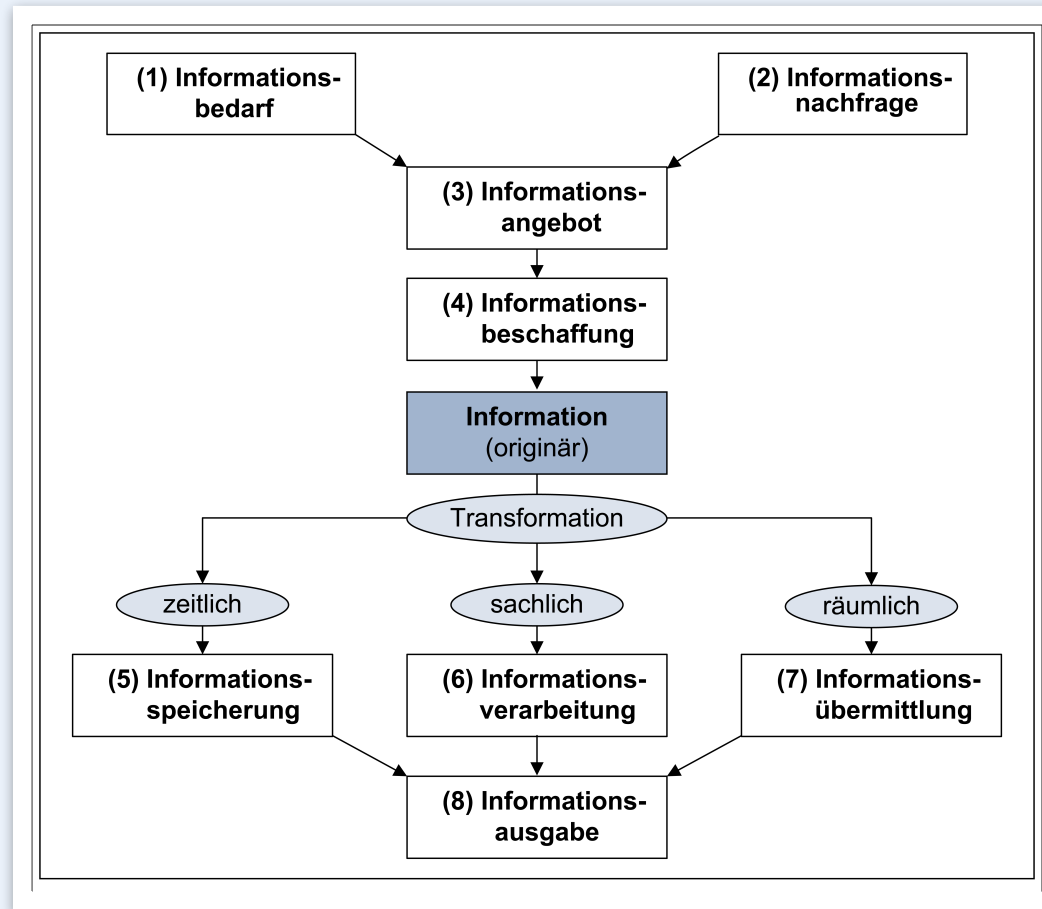 (1) Informations-
bedarf
(2) Informations-
nachfrage
(3) Informations-
angebot
(4) Informations-
beschaffung
Information
(originär)
Transformation
zeitlich
sachlich
räumlich
(5) Informations-
speicherung
(6) Informations-
verarbeitung
(7) Informations-
übermittlung
(8) Informations-
ausgabe